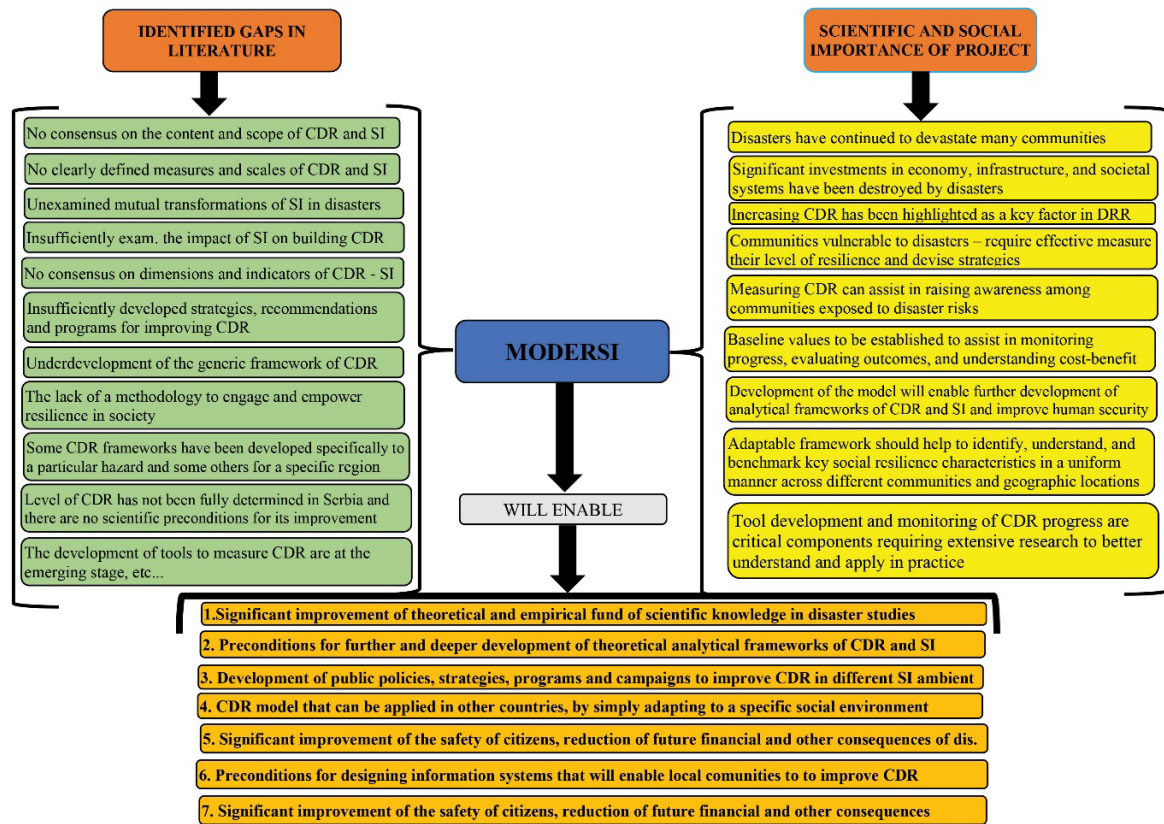 IDENTIFIED GAPS IN
LITERATURE
No consensus on the content and scope of CDR and SI
No clearly defined measures and scales of CDR and SI
Unexamined mutual transformations of SI in disasters
Insufficiently exam. the impact of SI on building CDR
No consensus on dimensions and indicators of CDR - SI
Insufficiently developed strategies, recommendations
and programs for improving CDR
Underdevelopment of the generic framework of CDR
The lack of a methodology to engage and empower
resilience in society
Some CDR frameworks have been developed specifically to
a particular hazard and some others for a specific region
Level of CDR has not been fully determined in Serbia and
there are no scientific preconditions for its improvement
The development of tools to measure CDR are at the
emerging stage, etc...
MODERSI
WILL ENABLE
SCIENTIFIC AND SOCIAL
IMPORTANCE OF PROJECT
Disasters have continued to devastate many communities
Significant investments in economy, infrastructure, and societal
systems have been destroyed by disasters
Increasing CDR has been highlighted as a key factor in DRR
Communities vulnerable to disasters – require effective measure
their level of resilience and devise strategies
Measuring CDR can assist in raising awareness among
communities exposed to disaster risks
Baseline values to be established to assist in monitoring
progress, evaluating outcomes, and understanding cost-benefit
Development of the model will enable further development of
analytical frameworks of CDR and SI and improve human security
Adaptable framework should help to identify, understand, and
benchmark key social resilience characteristics in a uniform
manner across different communities and geographic locations
Tool development and monitoring of CDR progress are
critical components requiring extensive research to better
understand and apply in practice
1.Significant improvement of theoretical and empirical fund of scientific knowledge in disaster studies
2. Preconditions for further and deeper development of theoretical analytical frameworks of CDR and SI
3. Development of public policies, strategies, programs and campaigns to improve CDR in different SI ambient
4. CDR model that can be applied in other countries, by simply adapting to a specific social environment
5. Significant improvement of the safety of citizens, reduction of future financial and other consequences of dis.
6. Preconditions for designing information systems that will enable local comunities to to improve CDR
7. Significant improvement of the safety of citizens, reduction of future financial and other consequences